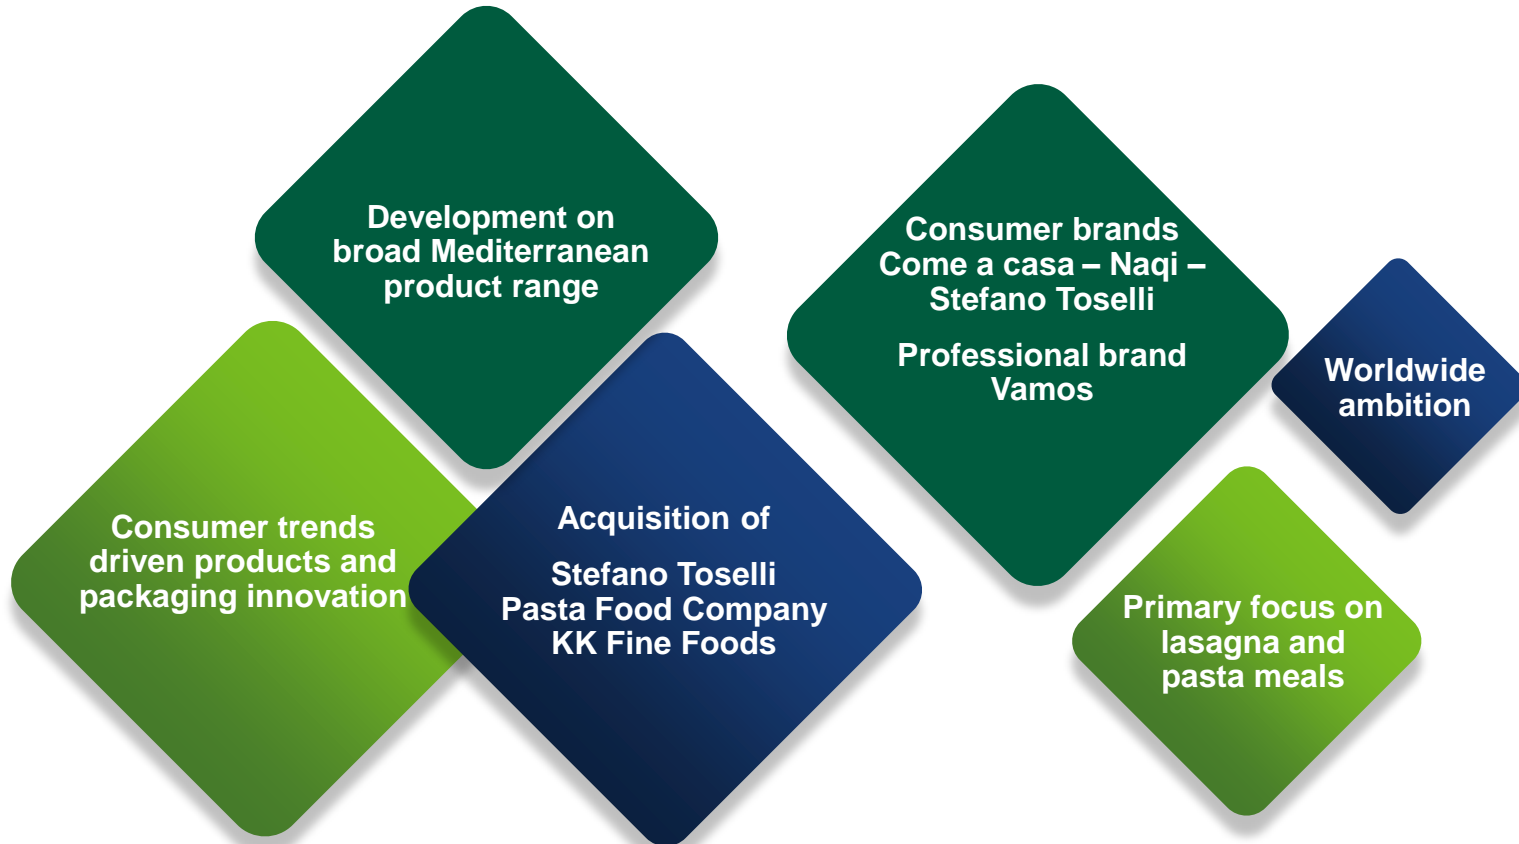 Development on
broad Mediterranean
product range
Consumer brands
Come a casa – Naqi –
Stefano Toselli
Professional brand
Vamos
Worldwide
ambition
Consumer trends
driven products and
packaging innovation
Acquisition of
Stefano Toselli
Pasta Food Company
KK Fine Foods
Primary focus on
lasagna and
pasta meals